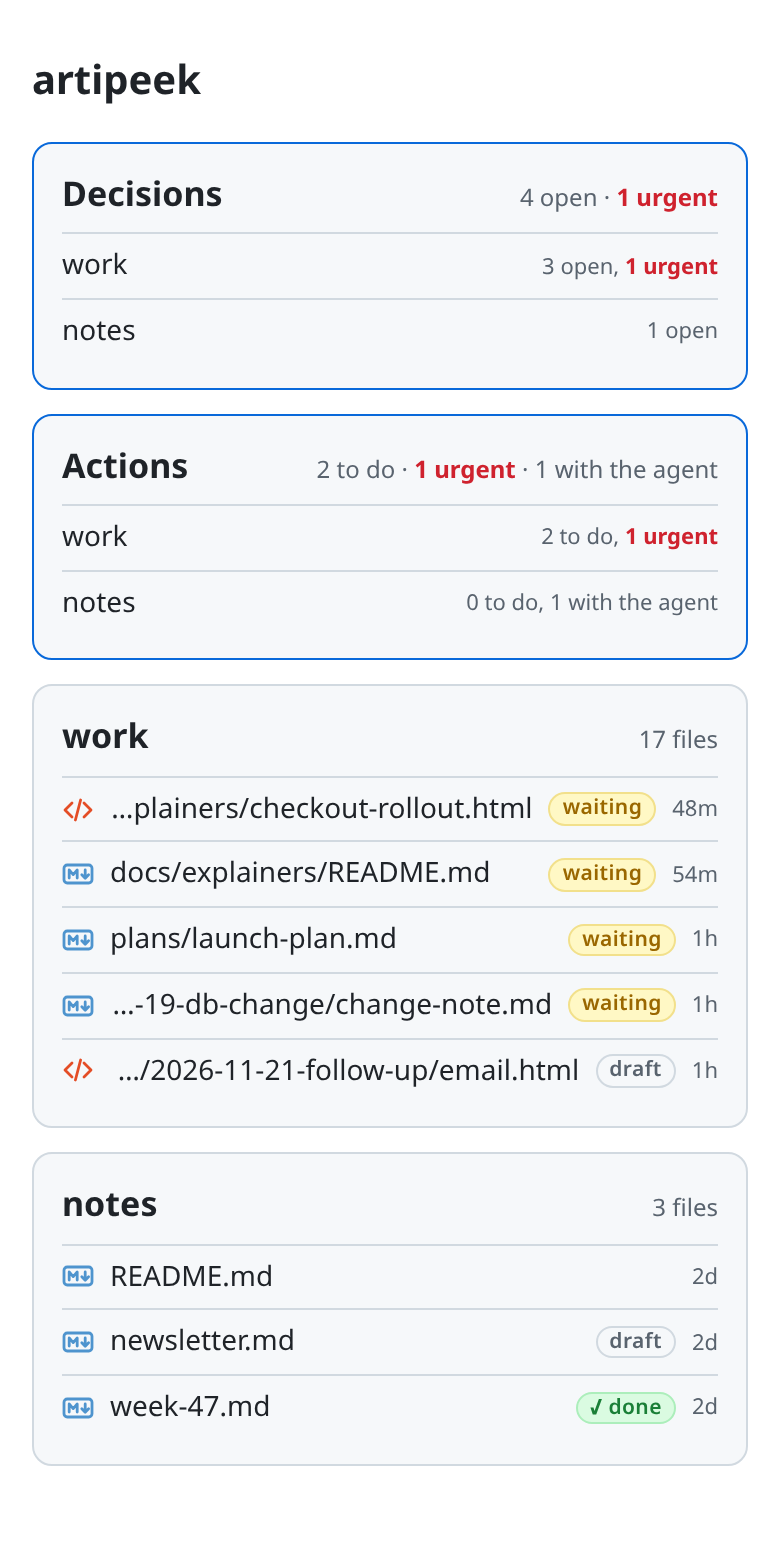 artipeek
Decisions 4 open · 1 urgent
work 3 open, 1 urgent
notes 1 open
Actions 2 to do · 1 urgent · 1 with the agent
work 2 to do, 1 urgent
notes 0 to do, 1 with the agent
work 17 files
...plainers/checkout-rollout.html waiting 48m
docs/explainers/README.md waiting 54m
plans/launch-plan.md waiting 1h
...-19-db-change/change-note.md waiting 1h
.../2026-11-21-follow-up/email.html draft 1h
notes 3 files
README.md 2d
newsletter.md draft 2d
week-47.md ✓ done 2d